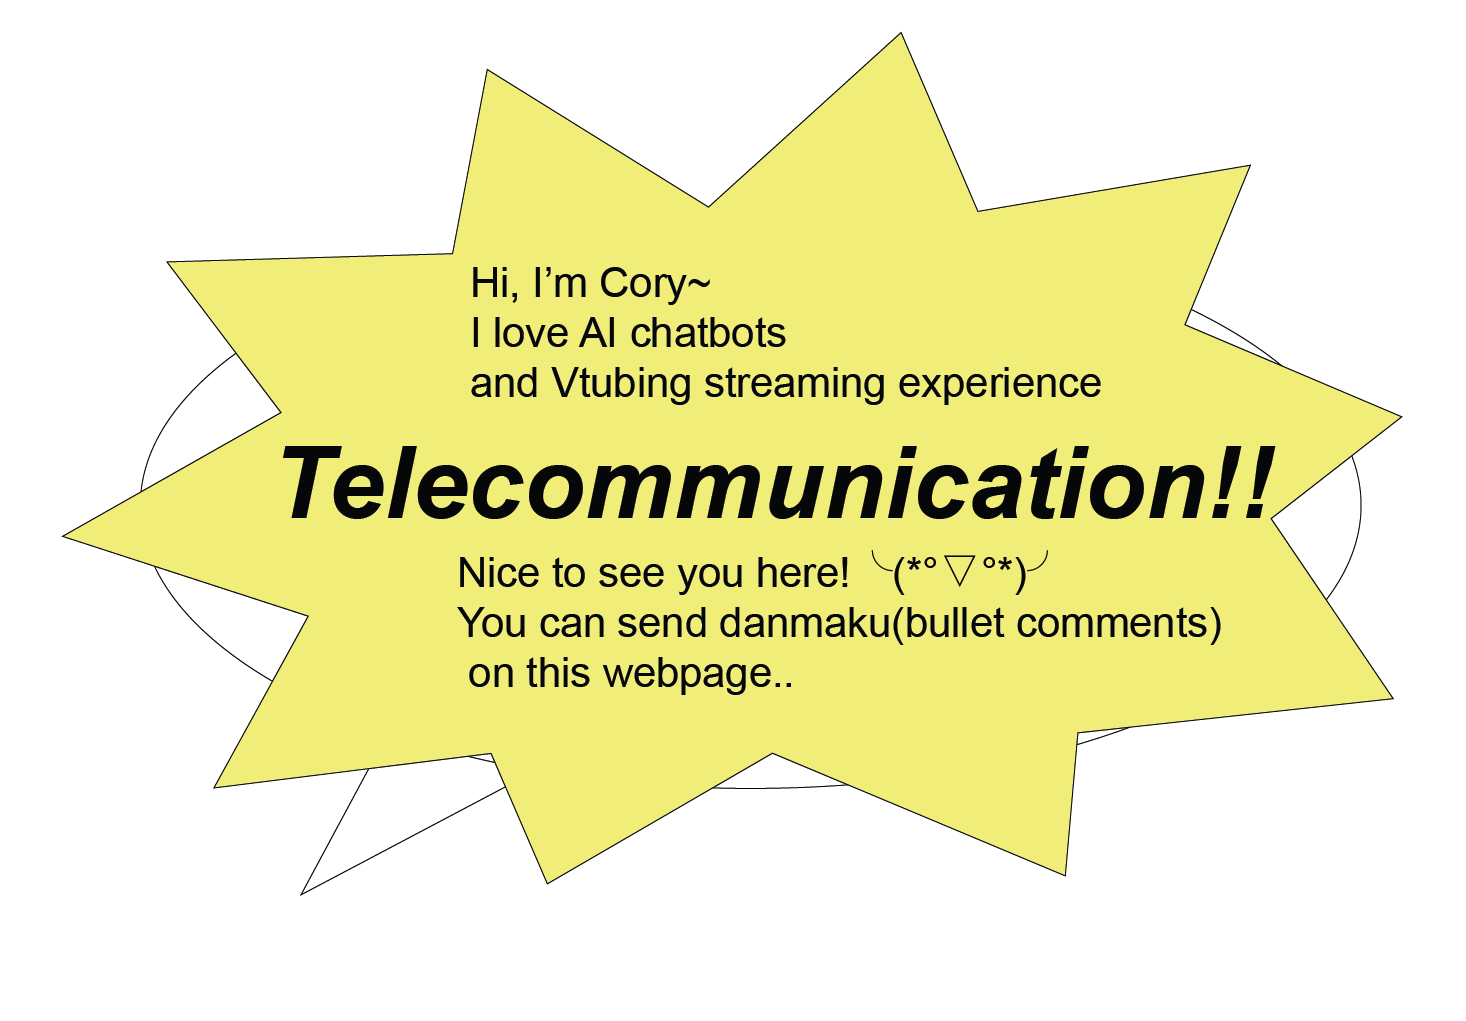 Hi, I’m Cory~
I love AI chatbots
and Vtubing streaming experience
Telecommunication!!
Nice to see you here! ╰(*°▽°*)╯
You can send danmaku(bullet comments)
on this webpage..